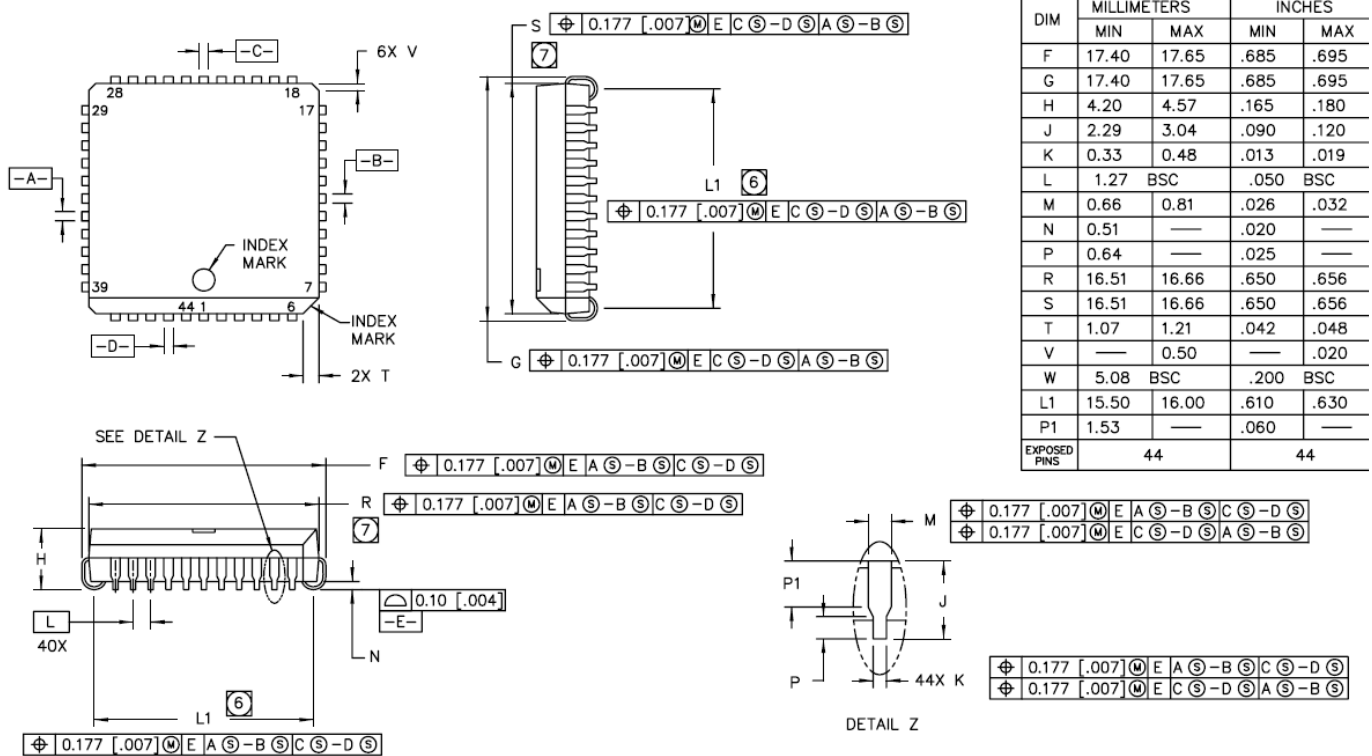 S ⌖ 0.177 [.007]Ⓜ E C Ⓢ-D Ⓢ A Ⓢ-B Ⓢ
7
-C-
6X V
28
18
29
17
-A-
-B-
INDEX
MARK
39
7
44 1
6
INDEX
MARK
-D-
2X T
L1 6
⌖ 0.177 [.007]Ⓜ E C Ⓢ-D Ⓢ A Ⓢ-B Ⓢ
G ⌖ 0.177 [.007]Ⓜ E C Ⓢ-D Ⓢ A Ⓢ-B Ⓢ
DIM MILLIMETERS INCHES
MIN MAX MIN MAX
F 17.40 17.65 .685 .695
G 17.40 17.65 .685 .695
H 4.20 4.57 .165 .180
J 2.29 3.04 .090 .120
K 0.33 0.48 .013 .019
L 1.27 BSC .050 BSC
M 0.66 0.81 .026 .032
N 0.51 — .020 —
P 0.64 — .025 —
R 16.51 16.66 .650 .656
S 16.51 16.66 .650 .656
T 1.07 1.21 .042 .048
V — 0.50 — .020
W 5.08 BSC .200 BSC
L1 15.50 16.00 .610 .630
P1 1.53 — .060 —
EXPOSED
PINS 44 44
SEE DETAIL Z
F ⌖ 0.177 [.007]Ⓜ E A Ⓢ-B Ⓢ C Ⓢ-D Ⓢ
R ⌖ 0.177 [.007]Ⓜ E A Ⓢ-B Ⓢ C Ⓢ-D Ⓢ
7
H
⌓ 0.10 [.004]
-E-
L
40X
N
6
L1
⌖ 0.177 [.007]Ⓜ E A Ⓢ-B Ⓢ C Ⓢ-D Ⓢ
M ⌖ 0.177 [.007]Ⓜ E A Ⓢ-B Ⓢ C Ⓢ-D Ⓢ
⌖ 0.177 [.007]Ⓜ E C Ⓢ-D Ⓢ A Ⓢ-B Ⓢ
P1
J
P
44X K
⌖ 0.177 [.007]Ⓜ E A Ⓢ-B Ⓢ C Ⓢ-D Ⓢ
⌖ 0.177 [.007]Ⓜ E C Ⓢ-D Ⓢ A Ⓢ-B Ⓢ
DETAIL Z